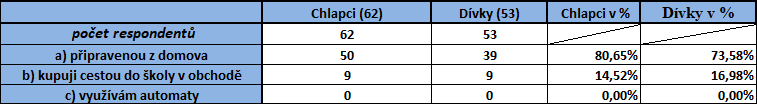 Chlapci (62) Dívky (53) Chlapci v % Dívky v %
počet respondentů 62 53
a) připravenou z domova 50 39 80,65% 73,58%
b) kupuji cestou do školy v obchodě 9 9 14,52% 16,98%
c) využívám automaty 0 0 0,00% 0,00%